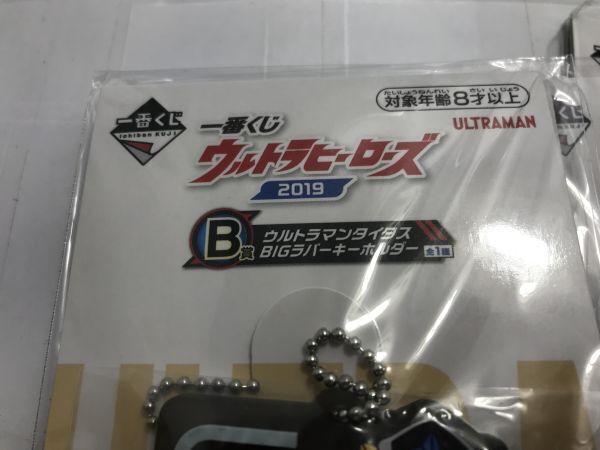 たいしょうねんれい さい いじょう
対象年齢8才以上
一番くじ
Ichiban KUJI
一番くじ
ULTRAMAN
ウルトラヒーローズ
2019
B賞
ウルトラマンタイタス
BIGラバーキーホルダー 全1種